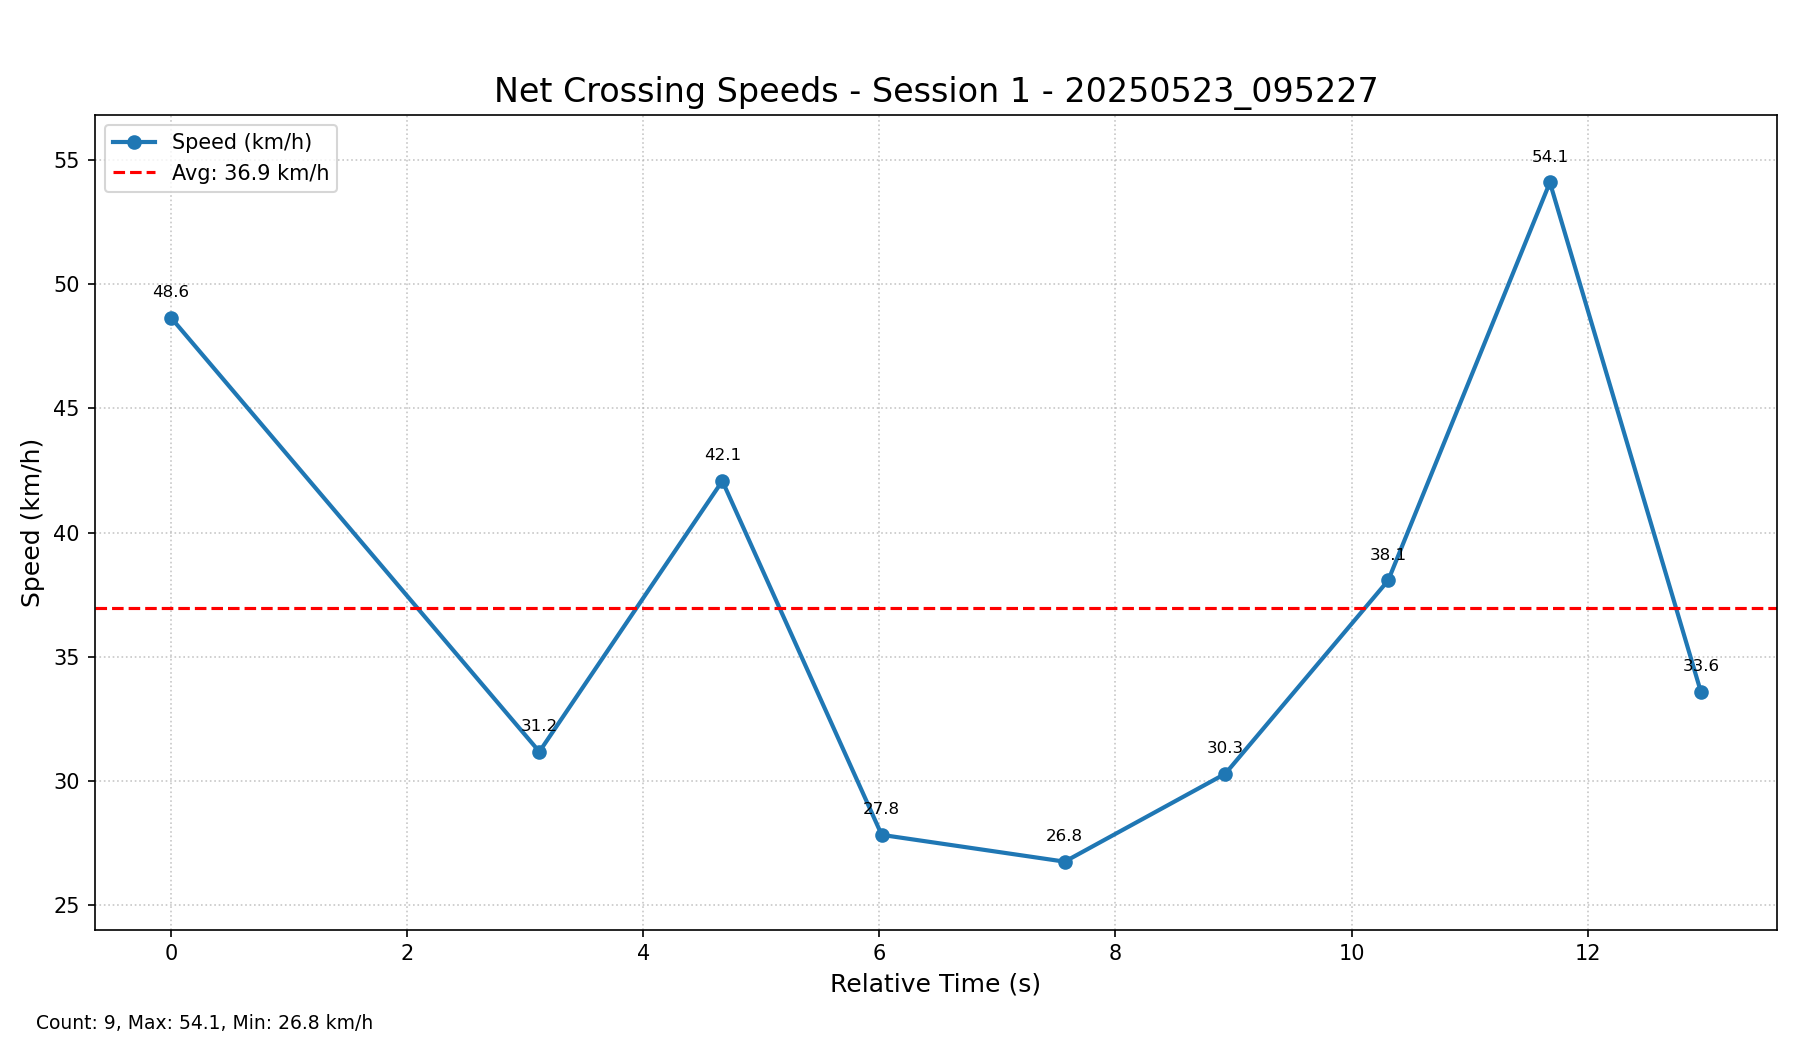 Net Crossing Speeds - Session 1 - 20250523_095227
Speed (km/h)
Avg: 36.9 km/h
55
50
45
40
35
30
25
Speed (km/h)
48.6
31.2
42.1
27.8
26.8
30.3
38.1
54.1
33.6
0 2 4 6 8 10 12
Relative Time (s)
Count: 9, Max: 54.1, Min: 26.8 km/h